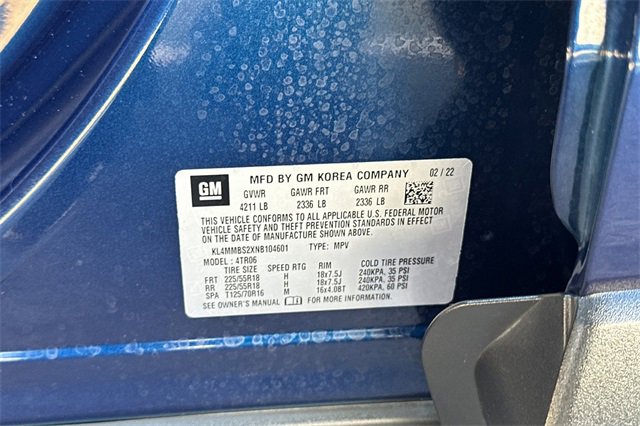 GM MFD BY GM KOREA COMPANY 02 / 22
GVWR GAWR FRT GAWR RR
4211 LB 2336 LB 2336 LB
THIS VEHICLE CONFORMS TO ALL APPLICABLE U.S. FEDERAL MOTOR
VEHICLE SAFETY AND THEFT PREVENTION STANDARDS IN EFFECT
ON THE DATE OF MANUFACTURE SHOWN ABOVE.
KL4MMBS2XNB104601 TYPE: MPV
MODEL: 4TR06
TIRE SIZE SPEED RTG RIM COLD TIRE PRESSURE
FRT 225/55R18 H 18x7.5J 240KPA, 35 PSI
RR 225/55R18 H 18x7.5J 240KPA, 35 PSI
SPA T125/70R16 M 16x4.0BT 420KPA, 60 PSI
SEE OWNER'S MANUAL FOR MORE INFORMATION.